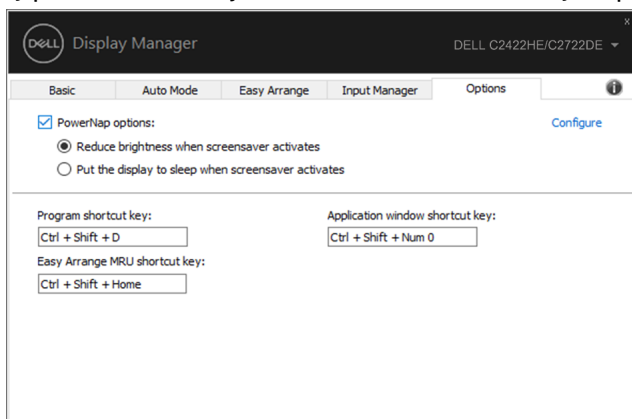 DELL Display Manager
DELL C2422HE/C2722DE
x
Basic Auto Mode Easy Arrange Input Manager Options
PowerNap options: Configure
Reduce brightness when screensaver activates
Put the display to sleep when screensaver activates
Program shortcut key: Application window shortcut key:
Ctrl + Shift + D Ctrl + Shift + Num 0
Easy Arrange MRU shortcut key:
Ctrl + Shift + Home